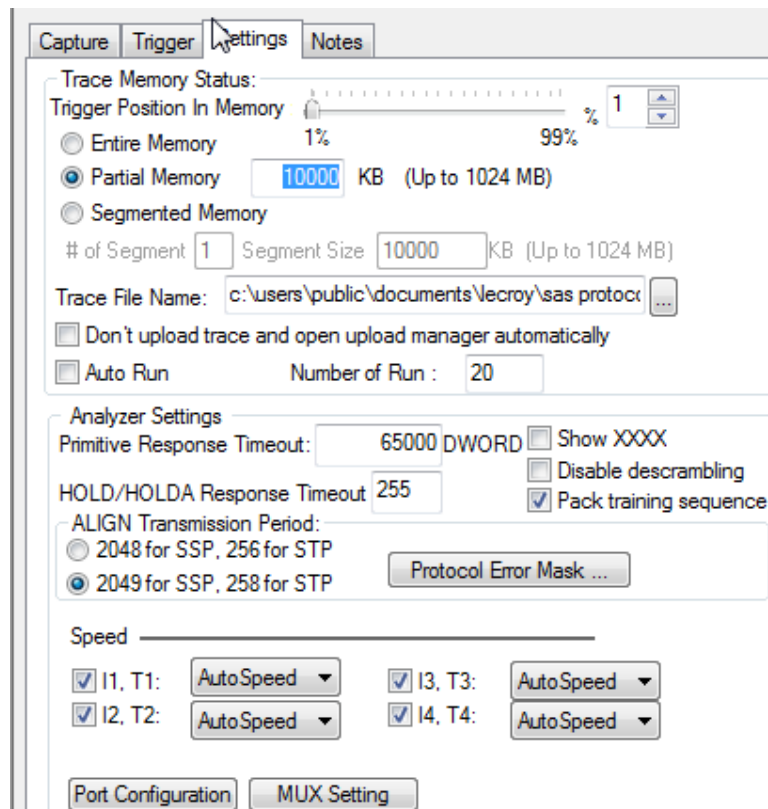 Capture Trigger Settings Notes
Trace Memory Status:
Trigger Position In Memory % 1
1% 99%
Entire Memory
Partial Memory 10000 KB (Up to 1024 MB)
Segmented Memory
# of Segment 1 Segment Size 10000 KB (Up to 1024 MB)
Trace File Name: c:\users\public\documents\lecroy\sas protoco ...
Don't upload trace and open upload manager automatically
Auto Run Number of Run : 20
Analyzer Settings
Primitive Response Timeout: 65000 DWORD Show XXXX
Disable descrambling
HOLD/HOLDA Response Timeout 255 Pack training sequence
ALIGN Transmission Period:
2048 for SSP, 256 for STP
2049 for SSP, 258 for STP
Protocol Error Mask ...
Speed
I1, T1: AutoSpeed I3, T3: AutoSpeed
I2, T2: AutoSpeed I4, T4: AutoSpeed
Port Configuration MUX Setting